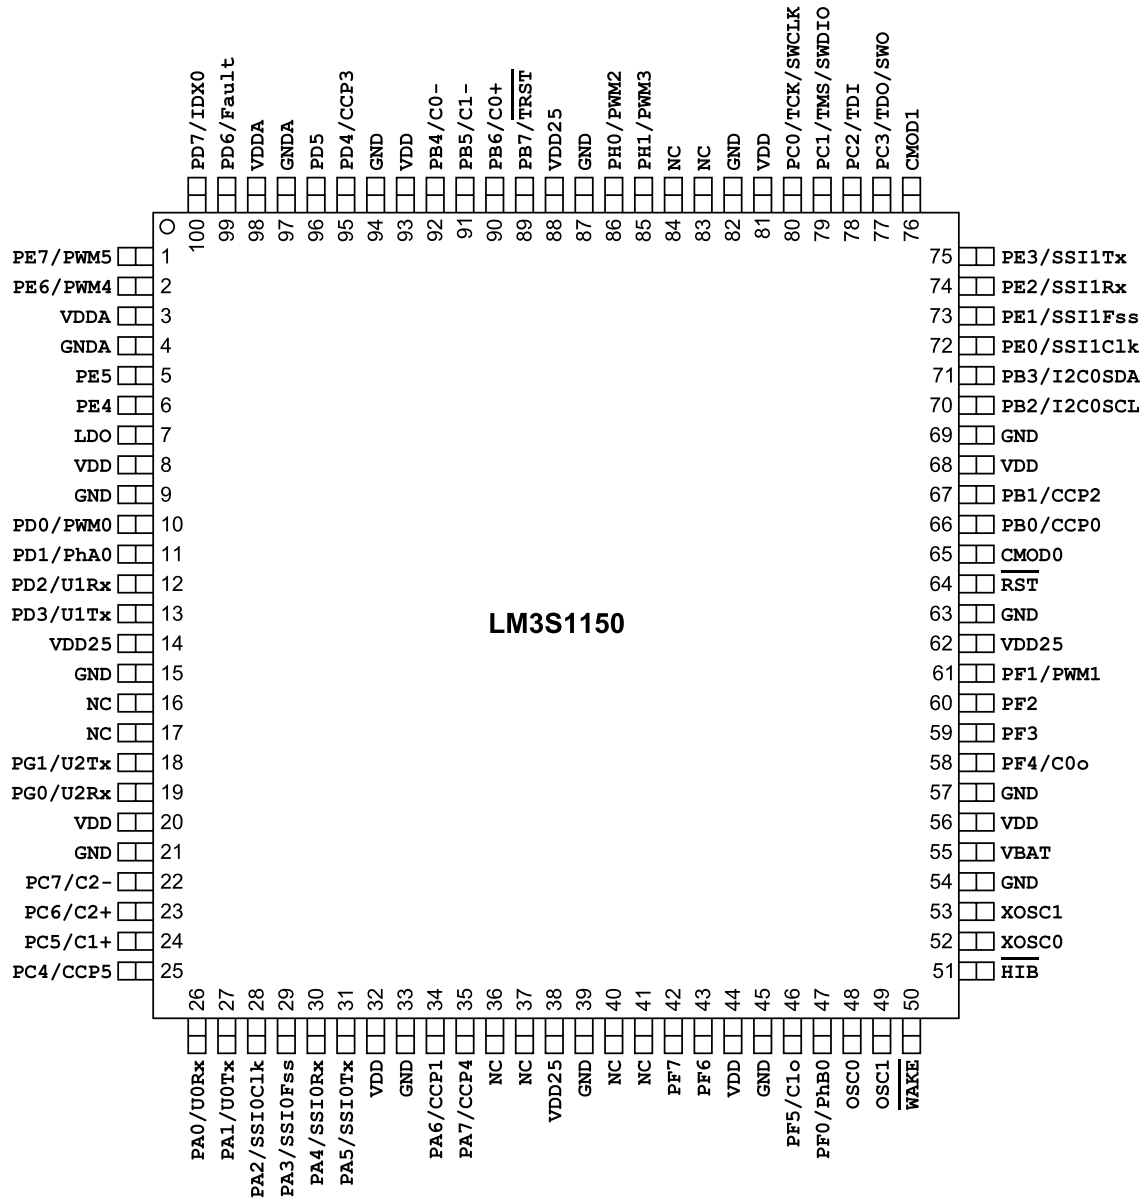 PD7/IDX0
PD6/Fault
VDDA
GNDA
PD5
PD4/CCP3
GND
VDD
PB4/C0-
PB5/C1-
PB6/C0+
PB7/TRST
VDD25
GND
PH0/PWM2
PH1/PWM3
NC
NC
GND
VDD
PC0/TCK/SWCLK
PC1/TMS/SWDIO
PC2/TDI
PC3/TDO/SWO
CMOD1
100
99
98
97
96
95
94
93
92
91
90
89
88
87
86
85
84
83
82
81
80
79
78
77
76
PE7/PWM5 1
PE6/PWM4 2
VDDA 3
GNDA 4
PE5 5
PE4 6
LDO 7
VDD 8
GND 9
PD0/PWM0 10
PD1/PhA0 11
PD2/U1Rx 12
PD3/U1Tx 13
VDD25 14
GND 15
NC 16
NC 17
PG1/U2Tx 18
PG0/U2Rx 19
VDD 20
GND 21
PC7/C2- 22
PC6/C2+ 23
PC5/C1+ 24
PC4/CCP5 25
LM3S1150
75 PE3/SSI1Tx
74 PE2/SSI1Rx
73 PE1/SSI1Fss
72 PE0/SSI1Clk
71 PB3/I2C0SDA
70 PB2/I2C0SCL
69 GND
68 VDD
67 PB1/CCP2
66 PB0/CCP0
65 CMOD0
64 RST
63 GND
62 VDD25
61 PF1/PWM1
60 PF2
59 PF3
58 PF4/C0o
57 GND
56 VDD
55 VBAT
54 GND
53 XOSC1
52 XOSC0
51 HIB
26
27
28
29
30
31
32
33
34
35
36
37
38
39
40
41
42
43
44
45
46
47
48
49
50
PA0/U0Rx
PA1/U0Tx
PA2/SSI0Clk
PA3/SSI0Fss
PA4/SSI0Rx
PA5/SSI0Tx
VDD
GND
PA6/CCP1
PA7/CCP4
NC
NC
VDD25
GND
NC
NC
PF7
PF6
VDD
GND
PF5/C1o
PF0/PhB0
OSC0
OSC1
WAKE